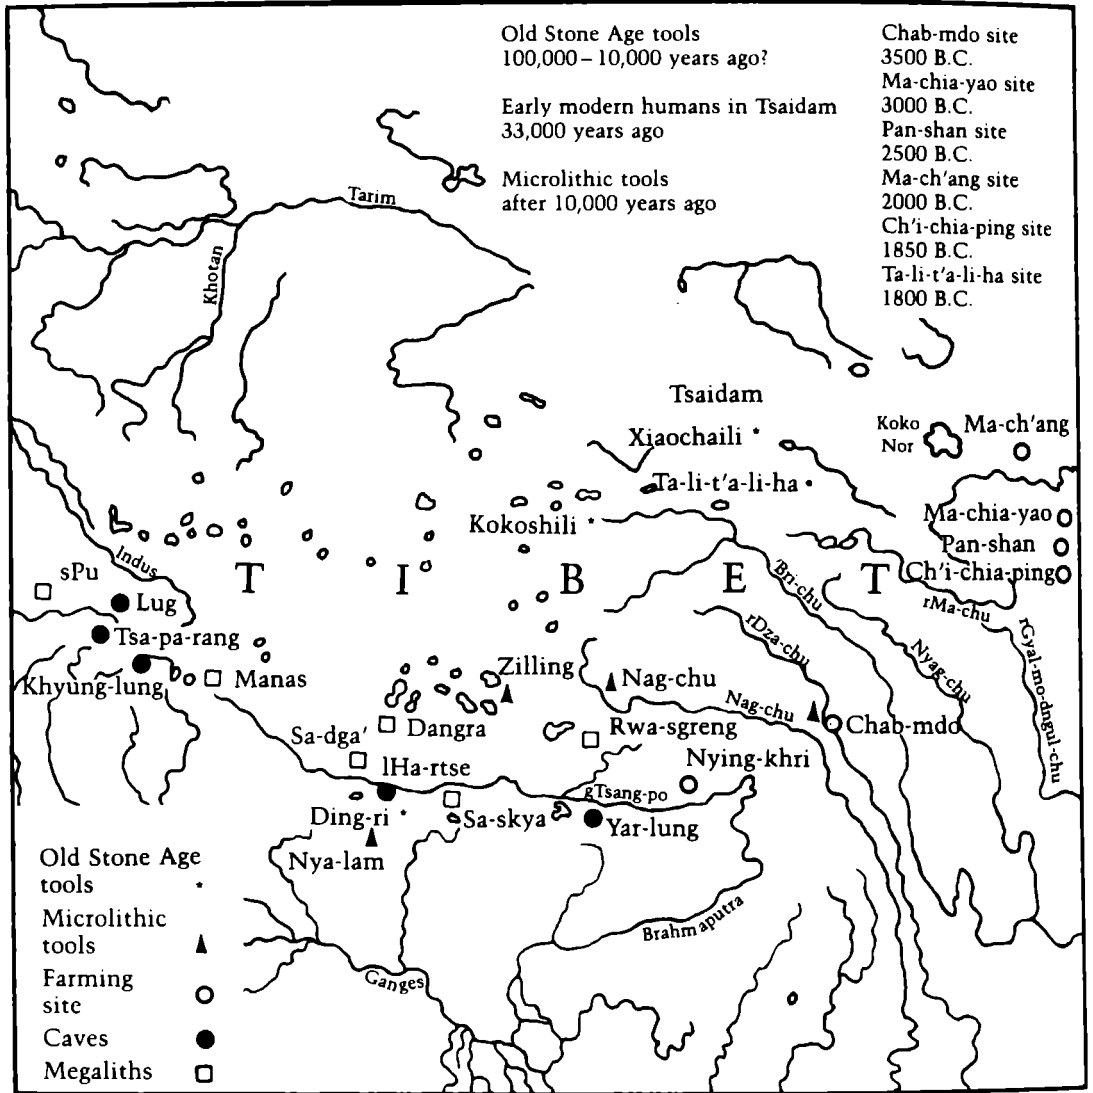 Old Stone Age tools
100,000 – 10,000 years ago?
Early modern humans in Tsaidam
33,000 years ago
Microlithic tools
after 10,000 years ago
Chab-mdo site
3500 B.C.
Ma-chia-yao site
3000 B.C.
Pan-shan site
2500 B.C.
Ma-ch'ang site
2000 B.C.
Ch'i-chia-ping site
1850 B.C.
Ta-li-t'a-li-ha site
1800 B.C.
Tarim
Khotan
Tsaidam
Xiaochaili
Koko
Nor
Ma-ch'ang
Ta-li-t'a-li-ha
Kokoshili
Ma-chia-yao
Pan-shan
Ch'i-chia-ping
Indus
T I B E T
sPu
Lug
Tsa-pa-rang
Khyung-lung
Manas
'Bri-chu
rMa-chu
rDza-chu
Nyag-chu
rGyal-mo-dngul-chu
Zilling
Nag-chu
Nag-chu
Chab-mdo
Dangra
Rwa-sgreng
Sa-dga'
lHa-rtse
Nying-khri
gTsang-po
Ding-ri
Sa-skya
Yar-lung
Nya-lam
Brahmaputra
Ganges
Old Stone Age
tools
Microlithic
tools
Farming
site
Caves
Megaliths